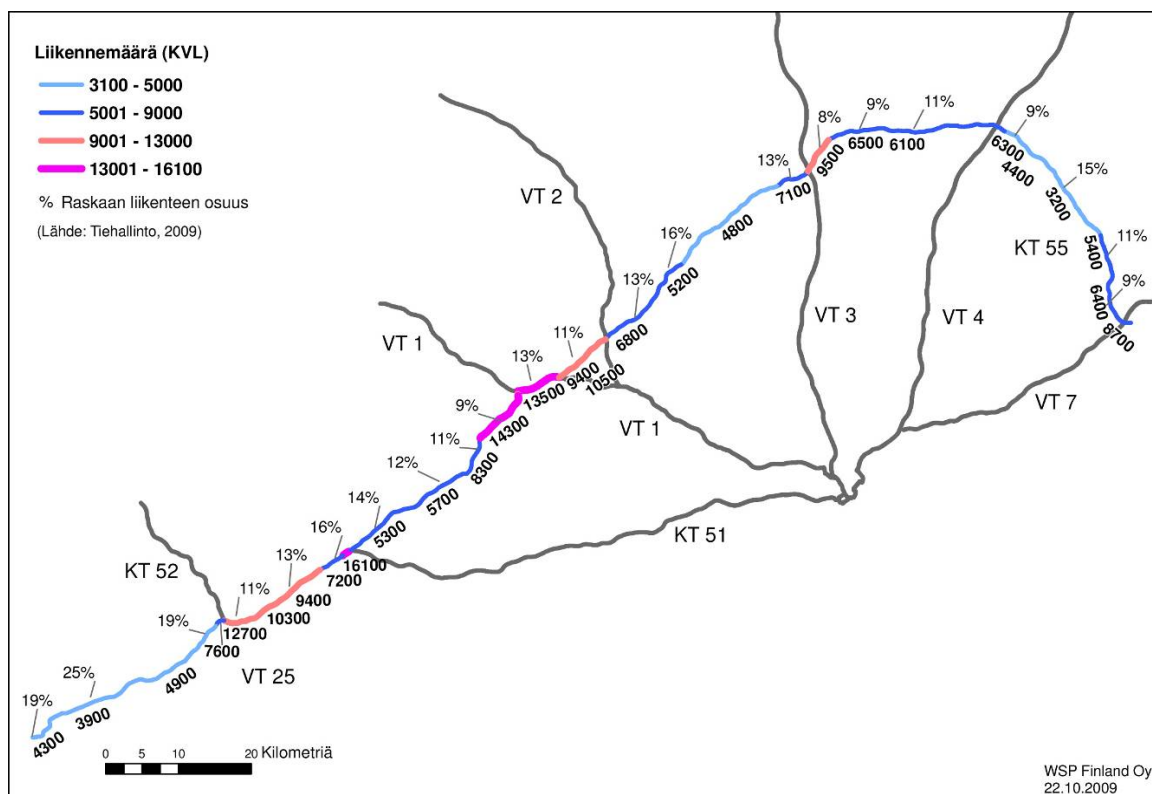 Liikennemäärä (KVL)
3100 - 5000
5001 - 9000
9001 - 13000
13001 - 16100
% Raskaan liikenteen osuus
(Lähde: Tiehallinto, 2009)
VT 2
VT 1
KT 52
VT 25
KT 51
VT 1
VT 3
VT 4
VT 7
KT 55
19%
4300
25%
3900
4900
19%
7600
11%
12700
10300
13%
9400
16%
7200
16100
14%
5300
12%
5700
11%
8300
9%
14300
13%
13500
11%
9400
10500
13%
6800
16%
5200
4800
13%
7100
8%
9500
9%
6500
11%
6100
6300
9%
4400
15%
3200
5400
11%
6400
9%
8700
0 5 10 20 Kilometriä
WSP Finland Oy
22.10.2009